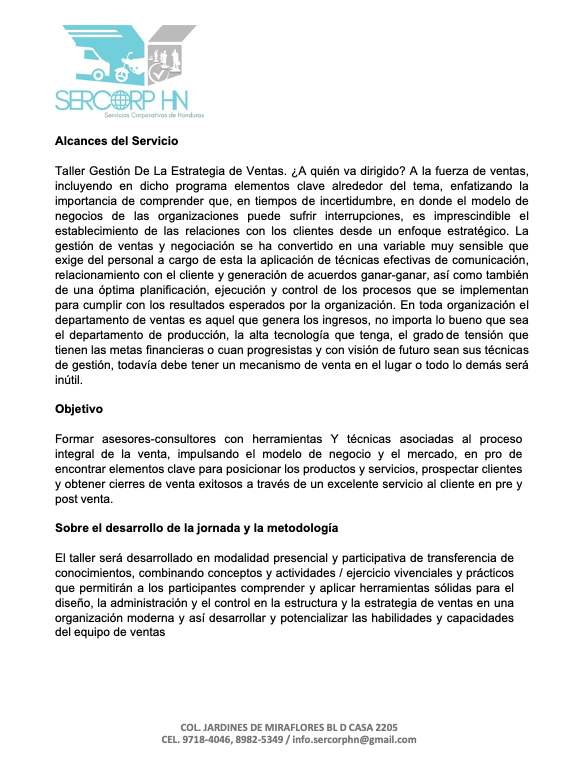 SERCORP HN
Servicios Corporativos de Honduras
Alcances del Servicio
Taller Gestión De La Estrategia de Ventas. ¿A quién va dirigido? A la fuerza de ventas,
incluyendo en dicho programa elementos clave alrededor del tema, enfatizando la
importancia de comprender que, en tiempos de incertidumbre, en donde el modelo de
negocios de las organizaciones puede sufrir interrupciones, es imprescindible el
establecimiento de las relaciones con los clientes desde un enfoque estratégico. La
gestión de ventas y negociación se ha convertido en una variable muy sensible que
exige del personal a cargo de esta la aplicación de técnicas efectivas de comunicación,
relacionamiento con el cliente y generación de acuerdos ganar-ganar, así como también
de una óptima planificación, ejecución y control de los procesos que se implementan
para cumplir con los resultados esperados por la organización. En toda organización el
departamento de ventas es aquel que genera los ingresos, no importa lo bueno que sea
el departamento de producción, la alta tecnología que tenga, el grado de tensión que
tienen las metas financieras o cuan progresistas y con visión de futuro sean sus técnicas
de gestión, todavía debe tener un mecanismo de venta en el lugar o todo lo demás será
inútil.
Objetivo
Formar asesores-consultores con herramientas Y técnicas asociadas al proceso
integral de la venta, impulsando el modelo de negocio y el mercado, en pro de
encontrar elementos clave para posicionar los productos y servicios, prospectar clientes
y obtener cierres de venta exitosos a través de un excelente servicio al cliente en pre y
post venta.
Sobre el desarrollo de la jornada y la metodología
El taller será desarrollado en modalidad presencial y participativa de transferencia de
conocimientos, combinando conceptos y actividades / ejercicio vivenciales y prácticos
que permitirán a los participantes comprender y aplicar herramientas sólidas para el
diseño, la administración y el control en la estructura y la estrategia de ventas en una
organización moderna y así desarrollar y potencializar las habilidades y capacidades
del equipo de ventas
COL. JARDINES DE MIRAFLORES BL D CASA 2205
CEL. 9718-4046, 8982-5349 / info.sercorphn@gmail.com